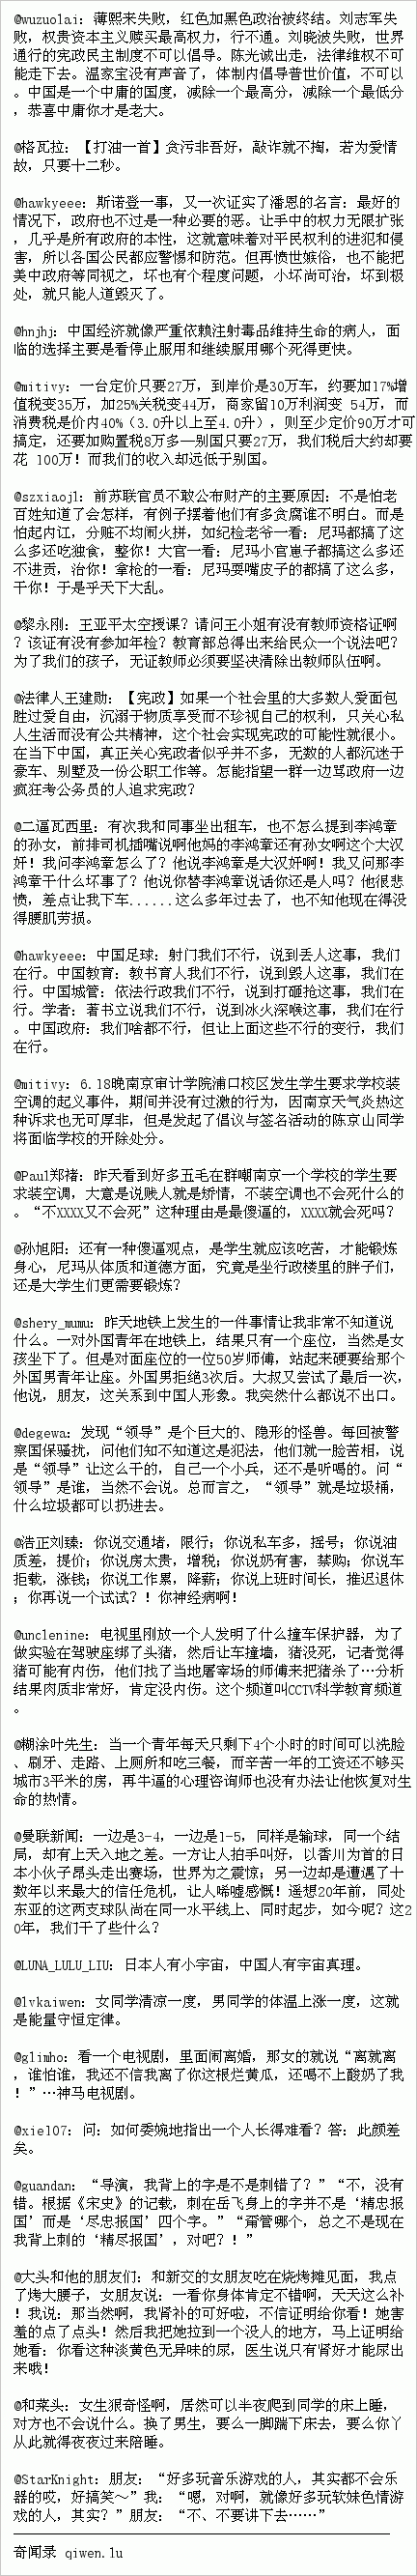 @wuzuolai：薄熙来失败，红色加黑色政治被终结。刘志军失
败，权贵资本主义赎买最高权力，行不通。刘晓波失败，世界
通行的宪政民主制度不可以倡导。陈光诚出走，法律维权不可
能走下去。温家宝没有声音了，体制内倡导普世价值，不可以
。中国是一个中庸的国度，减除一个最高分，减除一个最低分
，恭喜中庸你才是老大。
@格瓦拉：【打油一首】贪污非吾好，敲诈就不掏，若为爱情
故，只要十二秒。
@hawkyeee：斯诺登一事，又一次证实了潘恩的名言：最好的
情况下，政府也不过是一种必要的恶。让手中的权力无限扩张
，几乎是所有政府的本性，这就意味着对平民权利的进犯和侵
害，所以各国公民都应警惕和防范。但再愤世嫉俗，也不能把
美中政府等同视之，坏也有个程度问题，小坏尚可治，坏到极
处，就只能人道毁灭了。
@hnjhj：中国经济就像严重依赖注射毒品维持生命的病人，面
临的选择主要是看停止服用和继续服用哪个死得更快。
@mitivy：一台定价只要27万，到岸价是30万车，约要加17%增
值税变35万，加25%关税变44万，商家留10万利润变 54万，而
消费税是价内40%（3.0升以上至4.0升），则至少定价90万才可
搞定，还要加购置税8万多—别国只要27万，我们税后大约却要
花 100万！而我们的收入却远低于别国。
@szxiaoj1：前苏联官员不敢公布财产的主要原因：不是怕老
百姓知道了会怎样，有例子摆着他们有多贪腐谁不明白。而是
怕起内讧，分赃不均闹火拼，如纪检老爷一看：尼玛都搞了这
么多还吃独食，整你！大官一看：尼玛小官崽子都搞这么多还
不进贡，治你！拿枪的一看：尼玛耍嘴皮子的都搞了这么多，
干你！于是乎天下大乱。
@黎永刚：王亚平太空授课？请问王小姐有没有教师资格证啊
？该证有没有参加年检？教育部总得出来给民众一个说法吧？
为了我们的孩子，无证教师必须要坚决清除出教师队伍啊。
@法律人王建勋：【宪政】如果一个社会里的大多数人爱面包
胜过爱自由，沉溺于物质享受而不珍视自己的权利，只关心私
人生活而没有公共精神，这个社会实现宪政的可能性就很小。
在当下中国，真正关心宪政者似乎并不多，无数的人都沉迷于
豪车、别墅及一份公职工作等。怎能指望一群一边骂政府一边
疯狂考公务员的人追求宪政？
@二逼瓦西里：有次我和同事坐出租车，也不怎么提到李鸿章
的孙女，前排司机插嘴说啊他妈的李鸿章还有孙女啊这个大汉
奸！我问李鸿章怎么了？他说李鸿章是大汉奸啊！我又问那李
鸿章干什么坏事了？他说你替李鸿章说话你还是人吗？他很悲
愤，差点让我下车......这么多年过去了，也不知他现在得没
得腰肌劳损。
@hawkyeee：中国足球：射门我们不行，说到丢人这事，我们
在行。中国教育：教书育人我们不行，说到毁人这事，我们在
行。中国城管：依法行政我们不行，说到打砸抢这事，我们在
行。学者：著书立说我们不行，说到冰火深喉这事，我们在行
。中国政府：我们啥都不行，但让上面这些不行的变行，我们
在行。
@mitivy：6.18晚南京审计学院浦口校区发生学生要求学校装
空调的起义事件，期间并没有过激的行为，因南京天气炎热这
种诉求也无可厚非，但是发起了倡议与签名活动的陈京山同学
将面临学校的开除处分。
@Paul郑褚：昨天看到好多五毛在群嘲南京一个学校的学生要
求装空调，大意是说贱人就是矫情，不装空调也不会死什么的
。“不XXXX又不会死”这种理由是最傻逼的，XXXX就会死吗？
@孙旭阳：还有一种傻逼观点，是学生就应该吃苦，才能锻炼
身心，尼玛从体质和道德方面，究竟是坐行政楼里的胖子们，
还是大学生们更需要锻炼？
@shery_mumu：昨天地铁上发生的一件事情让我非常不知道说
什么。一对外国青年在地铁上，结果只有一个座位，当然是女
孩坐下了。但是对面座位的一位50岁师傅，站起来硬要给那个
外国男青年让座。外国男拒绝3次后。大叔又尝试了最后一次，
他说，朋友，这关系到中国人形象。我突然什么都说不出口。
@degewa：发现“领导”是个巨大的、隐形的怪兽。每回被警
察国保骚扰，问他们知不知道这是犯法，他们就一脸苦相，说
是“领导”让这么干的，自己一个小兵，还不是听喝的。问“
领导”是谁，当然不会说。总而言之，“领导”就是垃圾桶，
什么垃圾都可以扔进去。
@浩正刘臻：你说交通堵，限行；你说私车多，摇号；你说油
质差，提价；你说房太贵，增税；你说奶有害，禁购；你说车
拒载，涨钱；你说工作累，降薪；你说上班时间长，推迟退休
；你再说一个试试？！你神经病啊！
@unclenine：电视里刚放一个人发明了什么撞车保护器，为了
做实验在驾驶座绑了头猪，然后让车撞墙，猪没死，记者觉得
猪可能有内伤，他们找了当地屠宰场的师傅来把猪杀了…分析
结果肉质非常好，肯定没内伤。这个频道叫CCTV科学教育频道
。
@糊涂叶先生：当一个青年每天只剩下4个小时的时间可以洗脸
、刷牙、走路、上厕所和吃三餐，而辛苦一年的工资还不够买
城市3平米的房，再牛逼的心理咨询师也没有办法让他恢复对生
命的热情。
@曼联新闻：一边是3-4，一边是1-5，同样是输球，同一个结
局，却有上天入地之差。一方让人拍手叫好，以香川为首的日
本小伙子昂头走出赛场，世界为之震惊；另一边却是遭遇了十
数年以来最大的信任危机，让人唏嘘感慨！遥想20年前，同处
东亚的这两支球队尚在同一水平线上、同时起步，如今呢？这2
0年，我们干了些什么？
@LUNA_LULU_LIU：日本人有小宇宙，中国人有宇宙真理。
@lvkaiwen：女同学清凉一度，男同学的体温上涨一度，这就
是能量守恒定律。
@glimho：看一个电视剧，里面闹离婚，那女的就说“离就离
，谁怕谁，我还不信我离了你这根烂黄瓜，还喝不上酸奶了我
！”…神马电视剧。
@xie107：问：如何委婉地指出一个人长得难看？答：此颜差
矣。
@guandan：“导演，我背上的字是不是刺错了？”“不，没有
错。根据《宋史》的记载，刺在岳飞身上的字并不是‘精忠报
国’而是‘尽忠报国’四个字。”“甭管哪个，总之不是现在
我背上刺的‘精尽报国’，对吧？！”
@大头和他的朋友们：和新交的女朋友吃在烧烤摊见面，我点
了烤大腰子，女朋友说：一看你身体肯定不错啊，天天这么补
！我说：那当然啊，我肾补的可好啦，不信证明给你看！她害
羞的点了点头！然后我把她拉到一个没人的地方，马上证明给
她看：你看这种淡黄色无异味的尿，医生说只有肾好才能尿出
来哦！
@和菜头：女生狠奇怪啊，居然可以半夜爬到同学的床上睡，
对方也不会说什么。换了男生，要么一脚踹下床去，要么你丫
从此就得夜夜过来陪睡。
@StarKnight：朋友：“好多玩音乐游戏的人，其实都不会乐
器的哎，好搞笑～”我：“嗯，对啊，就像好多玩软妹色情游
戏的人，其实？”朋友：“不、不要讲下去……”
奇闻录 qiwen.lu